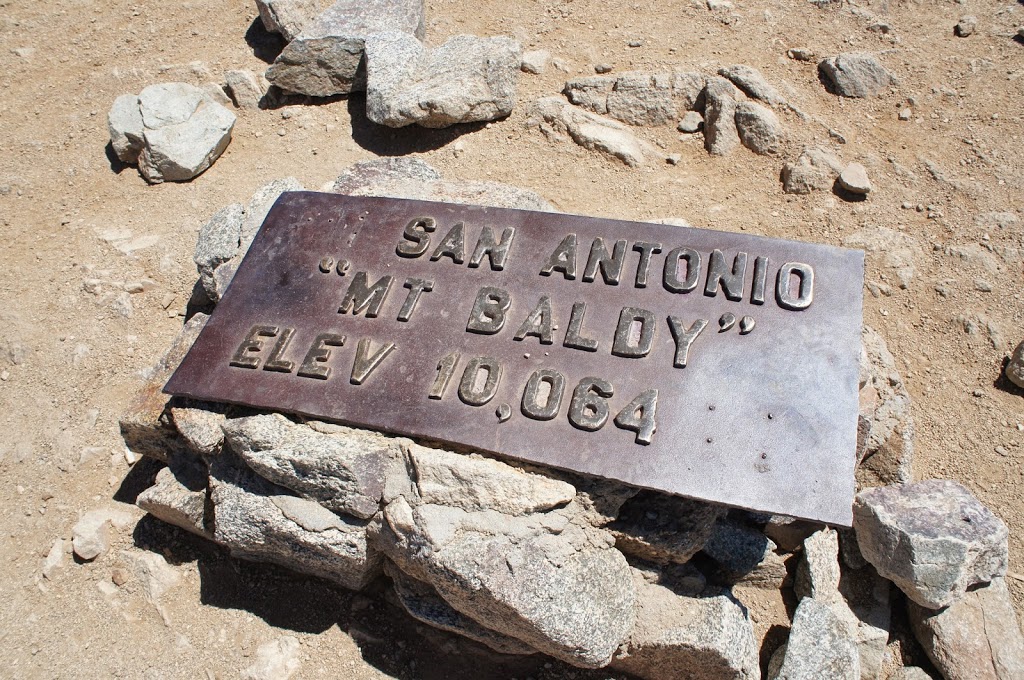 SAN ANTONIO
“MT BALDY”
ELEV 10,064